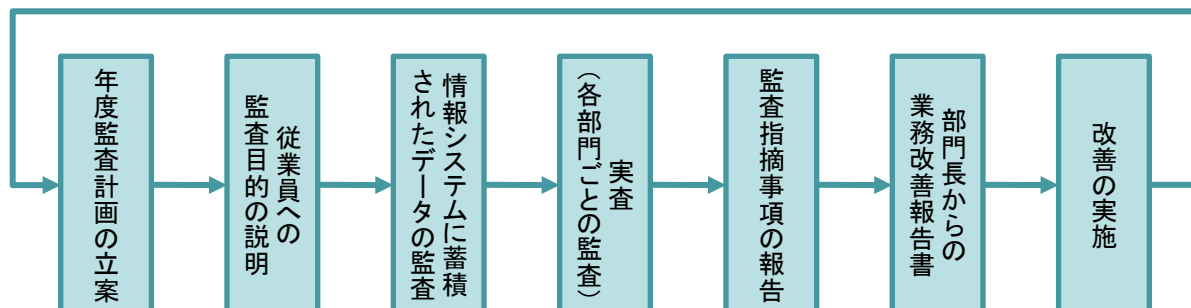 年度監査計画の立案
従業員への
監査目的の説明
情報システムに蓄積
されたデータの監査
実査
（各部門ごとの監査）
監査指摘事項の報告
部門長からの
業務改善報告書
改善の実施